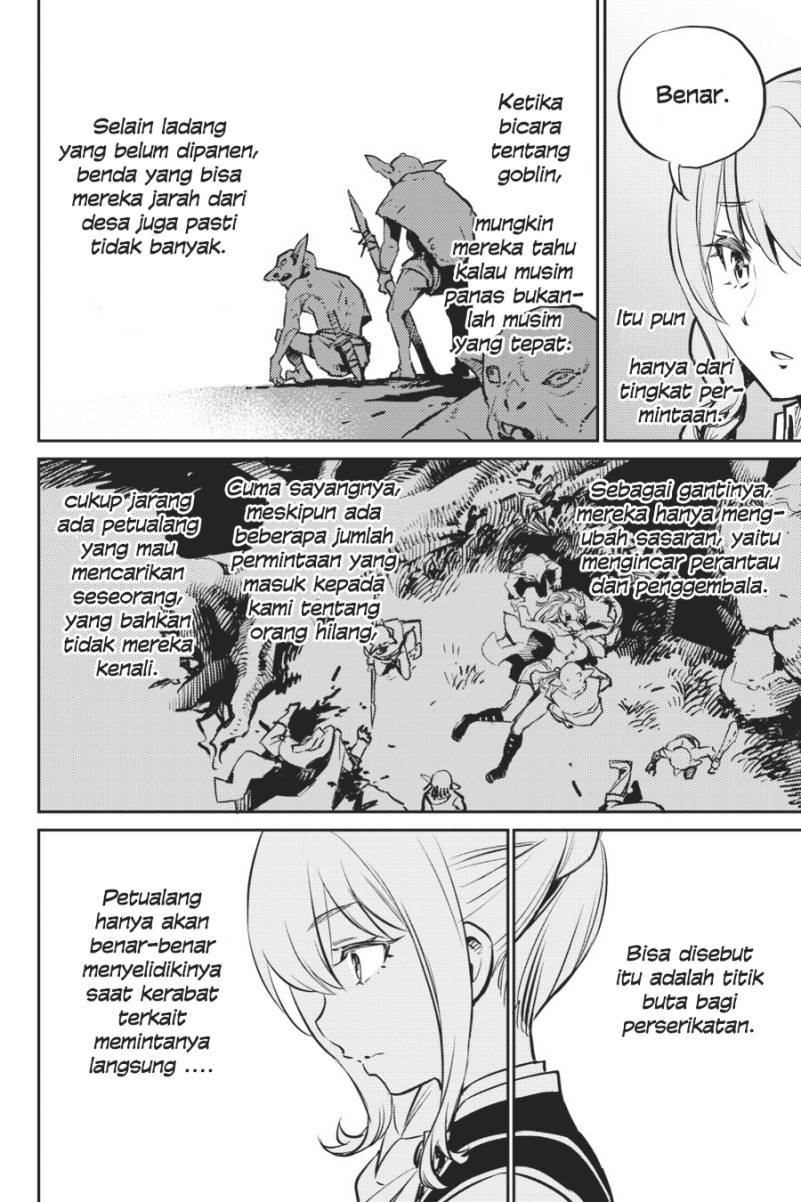 Benar.
Itu pun
hanya dari
tingkat per-
mintaan.
Ketika
bicara
tentang
goblin,
mungkin
mereka tahu
kalau musim
panas bukan-
lah musim
yang tepat.
Selain ladang
yang belum dipanen,
benda yang bisa
mereka jarah dari
desa juga pasti
tidak banyak.
Sebagai gantinya,
mereka hanya meng-
ubah sasaran, yaitu
mengincar perantau
dan penggembala.
Cuma sayangnya,
meskipun ada
beberapa jumlah
permintaan yang
masuk kepada
kami tentang
orang hilang,
cukup jarang
ada petualang
yang mau
mencarikan
seseorang,
yang bahkan
tidak mereka
kenali.
Bisa disebut
itu adalah titik
buta bagi
perserikatan.
Petualang
hanya akan
benar-benar
menyelidikinya
saat kerabat
terkait
memintanya
langsung ....